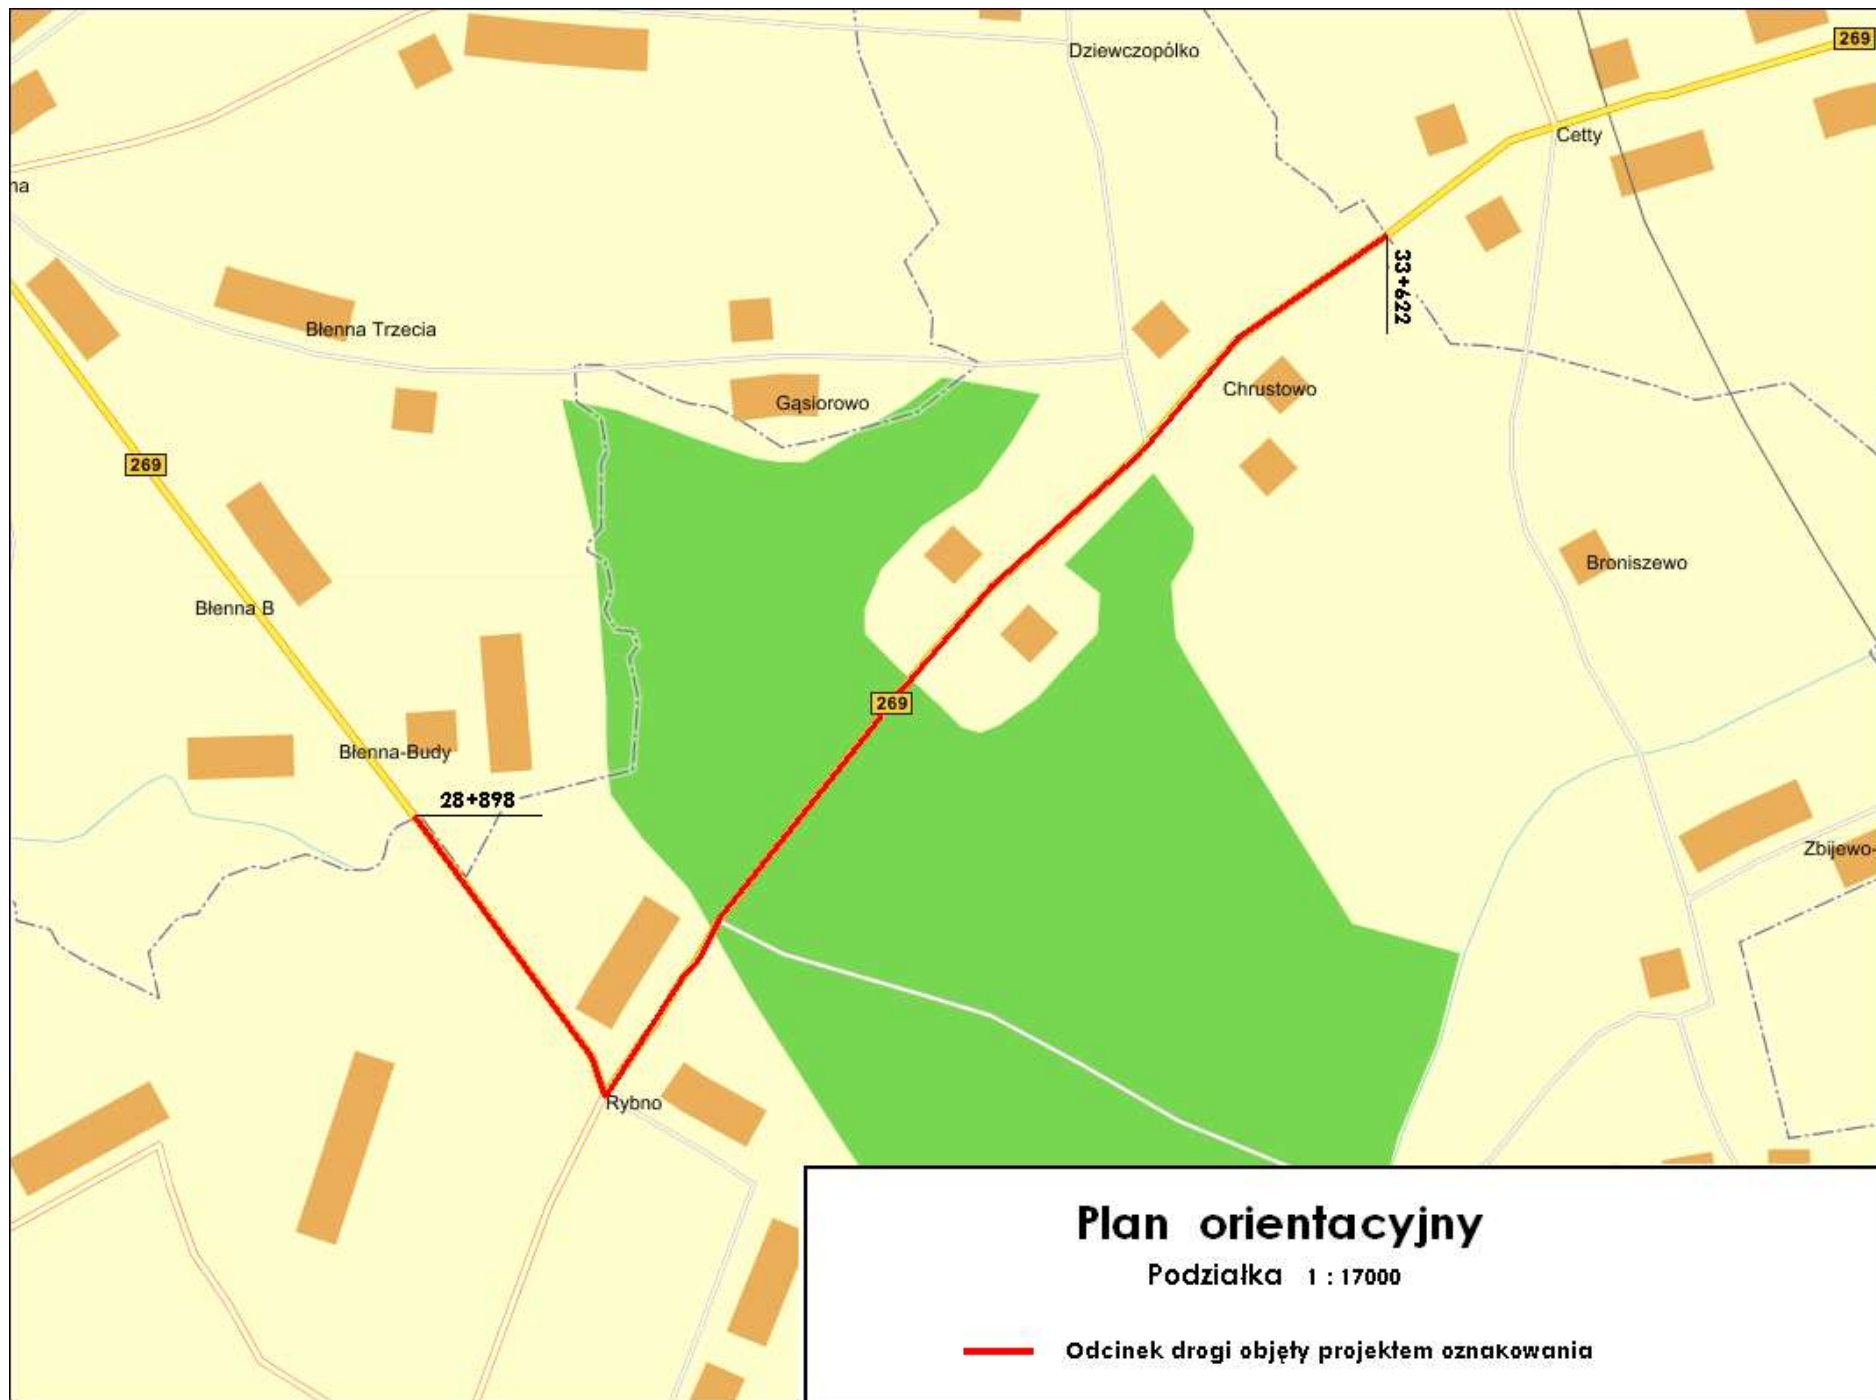 269
Dziewczopólko
Cetty
na
33+622
Błenna Trzecia
Chrustowo
Gąsiorowo
269
Broniszewo
Błenna B
269
Błenna-Budy
28+898
Zbijewo-
Rybno
Plan orientacyjny
Podziałka 1 : 17000
Odcinek drogi objęty projektem oznakowania